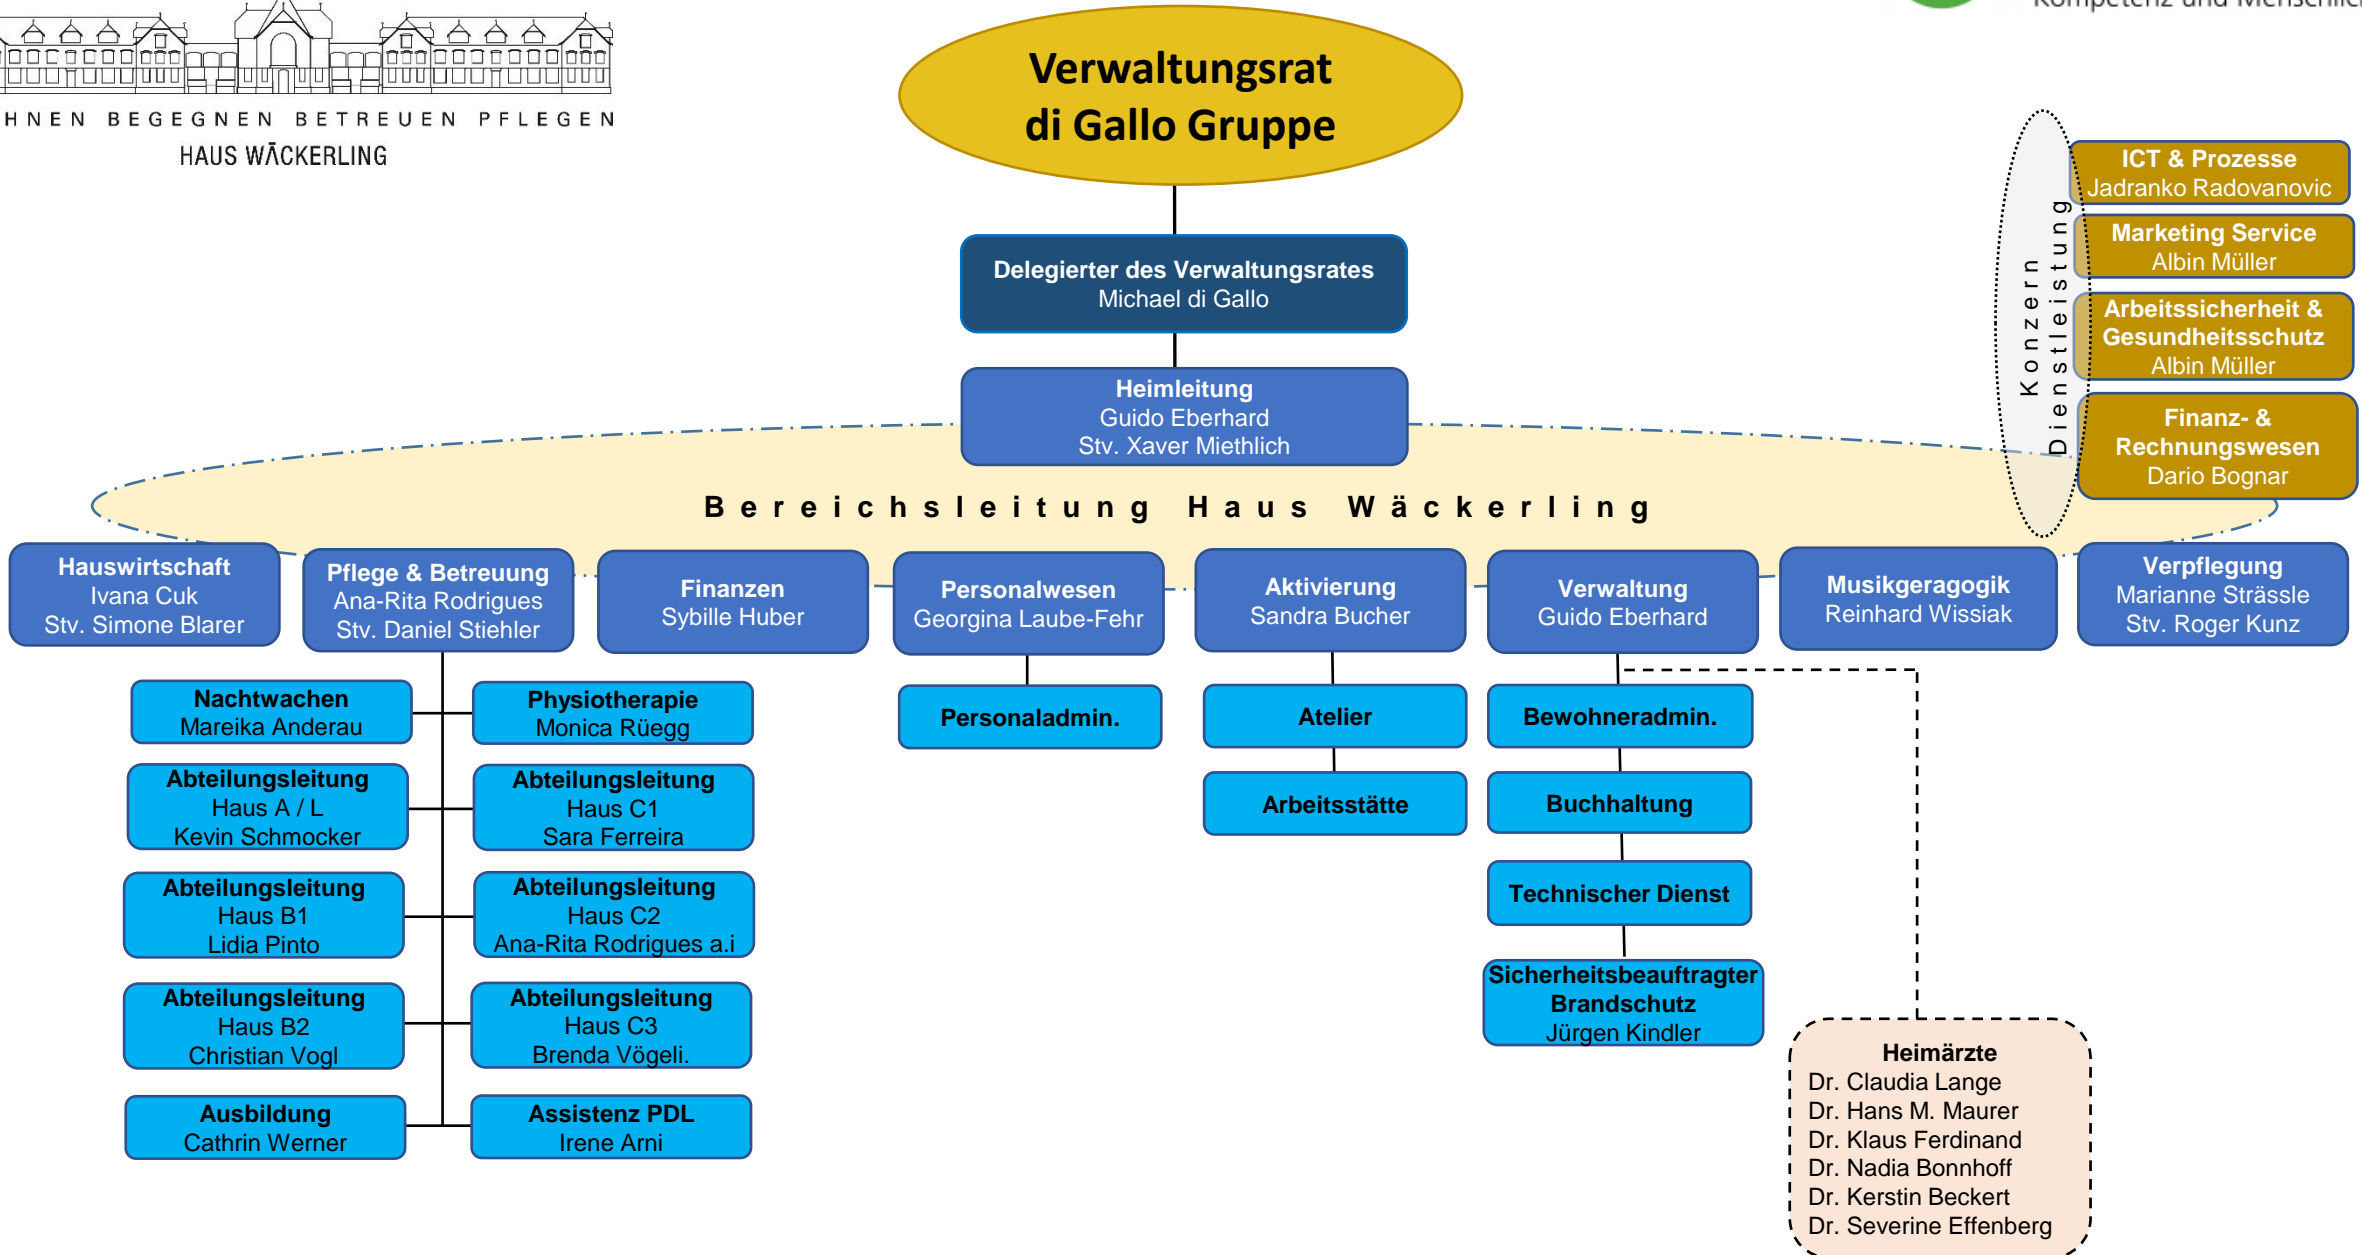 BEGEGNEN BETREUEN PFLEGEN
HAUS WÄCKERLING
Verwaltungsrat
di Gallo Gruppe
Delegierter des Verwaltungsrates
Michael di Gallo
Heimleitung
Guido Eberhard
Stv. Xaver Miethlich
Konzern
Dienstleistung
ICT & Prozesse
Jadranko Radovanovic
Marketing Service
Albin Müller
Arbeitssicherheit &
Gesundheitsschutz
Albin Müller
Finanz- &
Rechnungswesen
Dario Bognar
Bereichsleitung Haus Wäckerling
Hauswirtschaft
Ivana Cuk
Stv. Simone Blarer
Pflege & Betreuung
Ana-Rita Rodrigues
Stv. Daniel Stiehler
Finanzen
Sybille Huber
Personalwesen
Georgina Laube-Fehr
Aktivierung
Sandra Bucher
Verwaltung
Guido Eberhard
Musikgeragogik
Reinhard Wissiak
Verpflegung
Marianne Strässle
Stv. Roger Kunz
Nachtwachen
Mareika Anderau
Physiotherapie
Monica Rüegg
Abteilungsleitung
Haus A / L
Kevin Schmocker
Abteilungsleitung
Haus C1
Sara Ferreira
Abteilungsleitung
Haus B1
Lidia Pinto
Abteilungsleitung
Haus C2
Ana-Rita Rodrigues a.i
Abteilungsleitung
Haus B2
Christian Vogl
Abteilungsleitung
Haus C3
Brenda Vögeli.
Ausbildung
Cathrin Werner
Assistenz PDL
Irene Arni
Personaladmin.
Atelier
Arbeitsstätte
Bewohneradmin.
Buchhaltung
Technischer Dienst
Sicherheitsbeauftragter
Brandschutz
Jürgen Kindler
Heimärzte
Dr. Claudia Lange
Dr. Hans M. Maurer
Dr. Klaus Ferdinand
Dr. Nadia Bonnhoff
Dr. Kerstin Beckert
Dr. Severine Effenberg